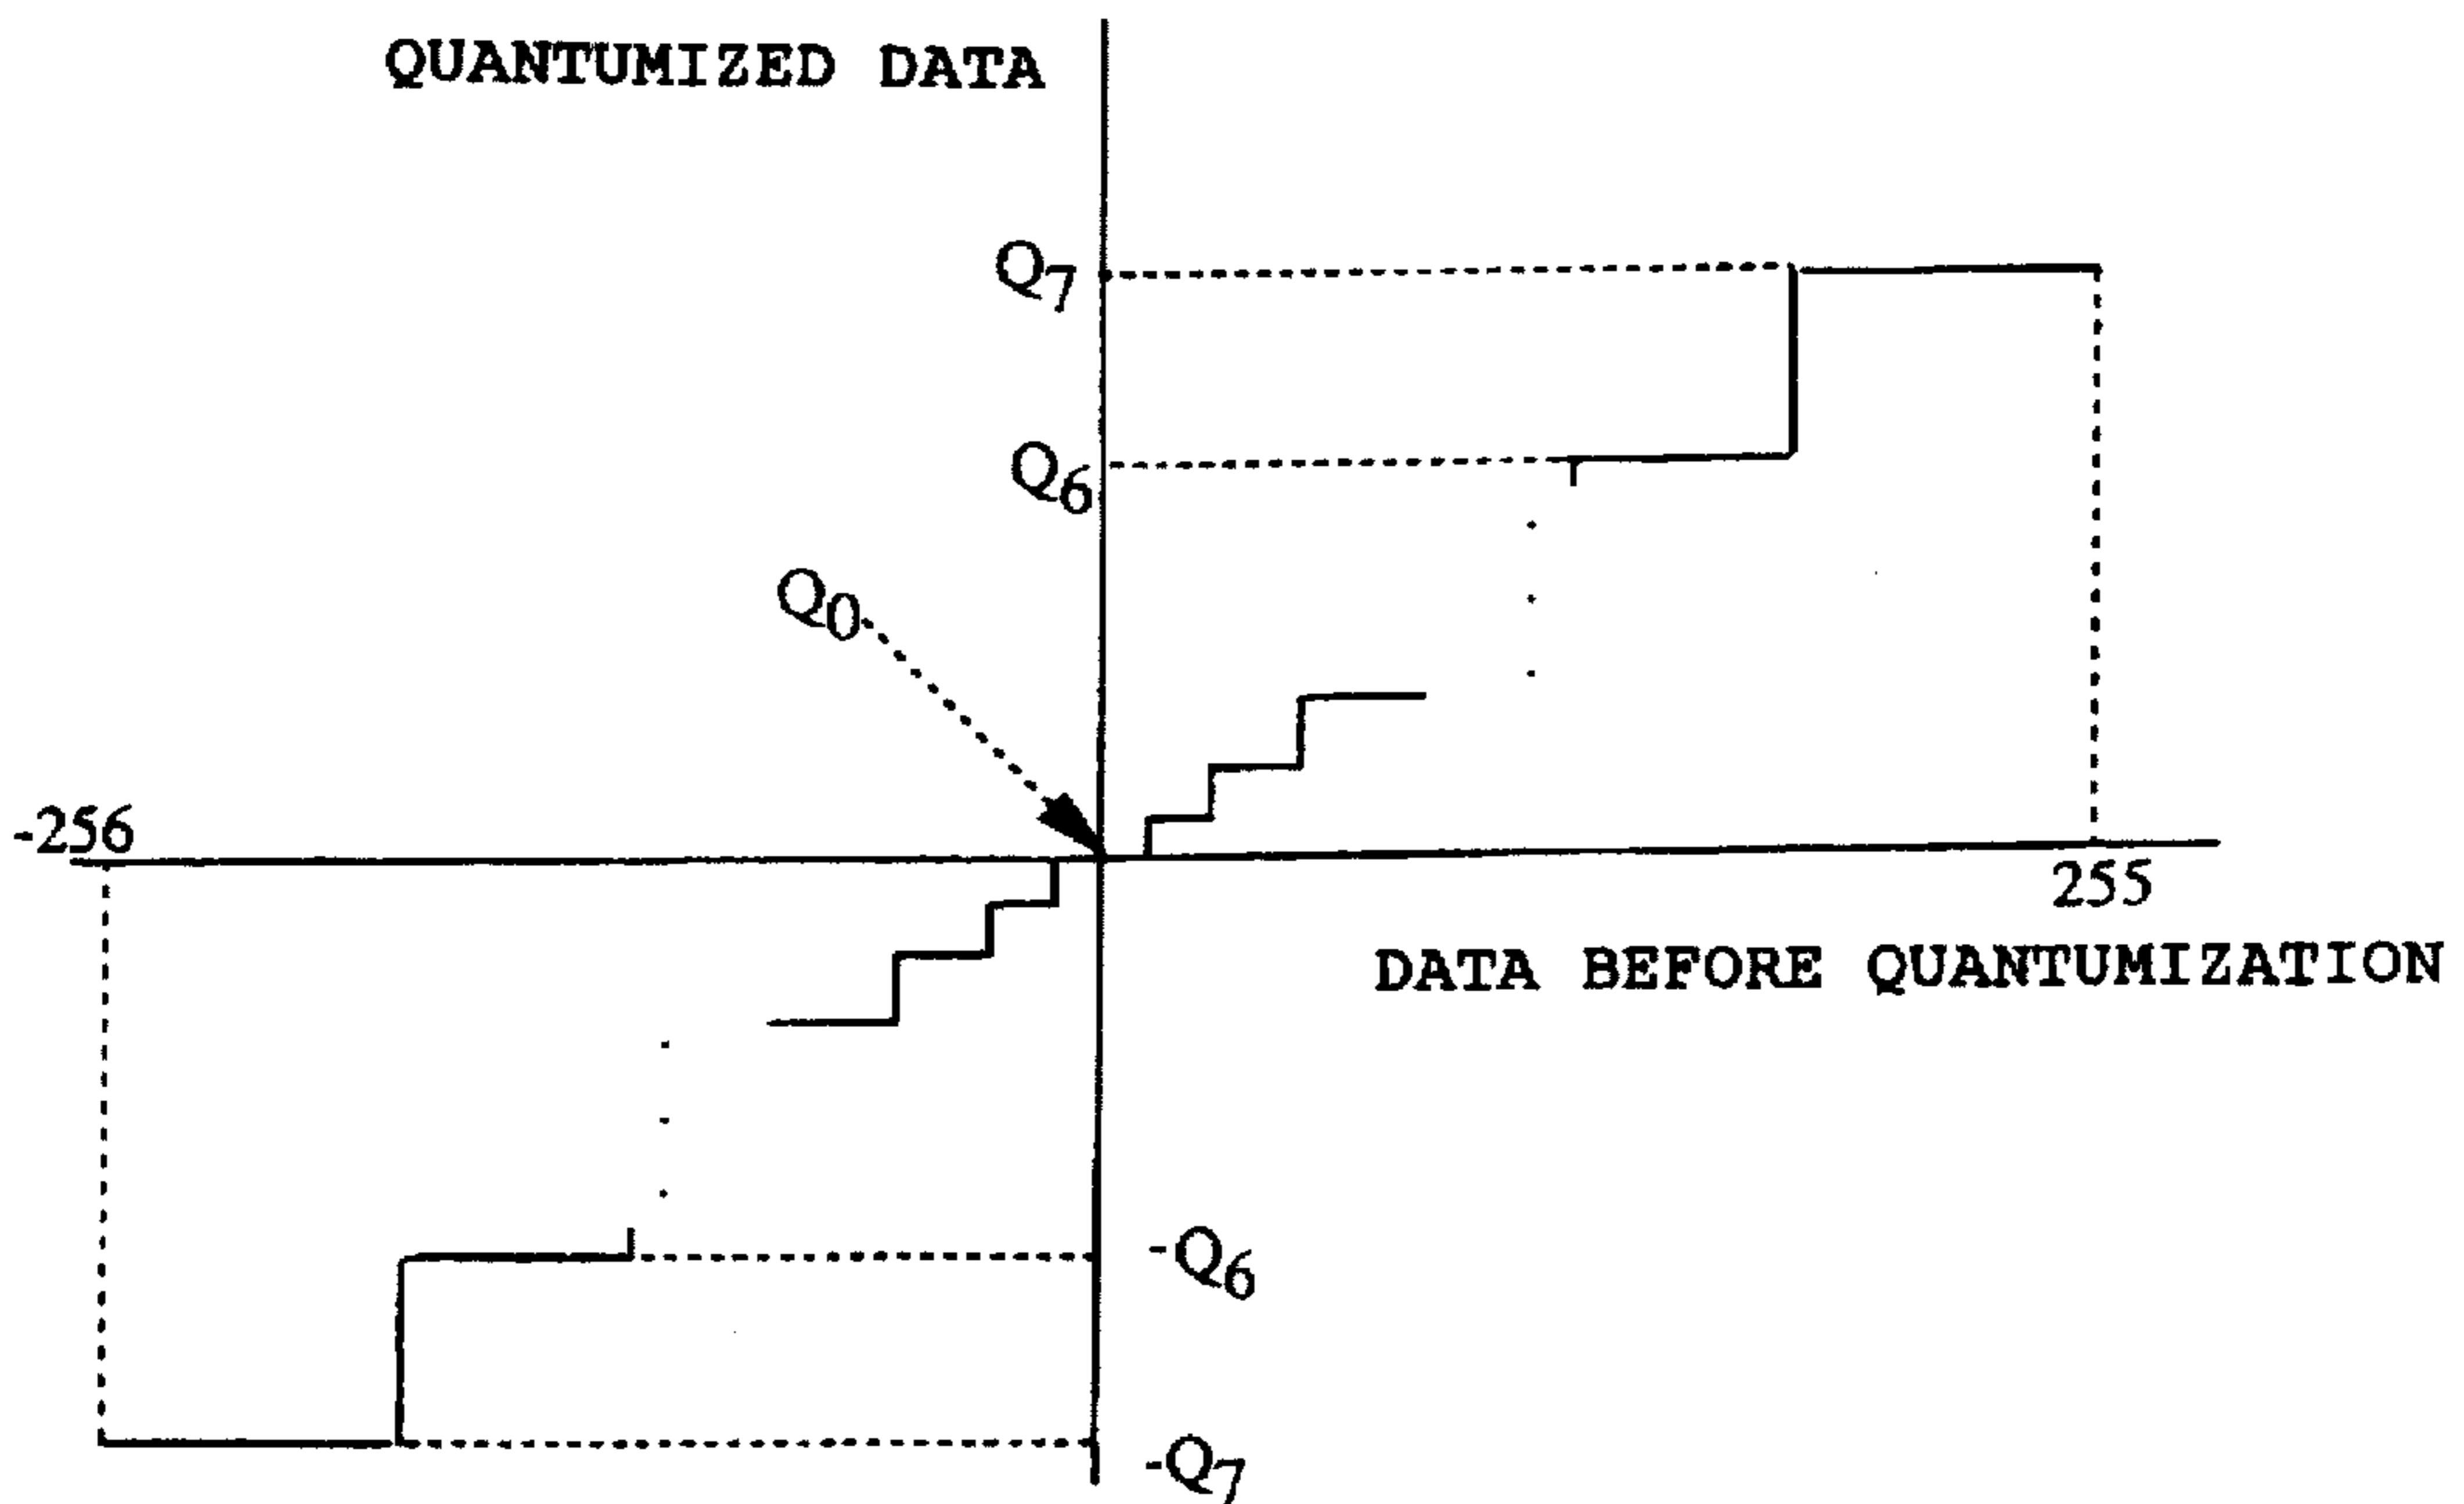 QUANTUMIZED DATA
Q7
Q6
Q0
-256
255
DATA BEFORE QUANTUMIZATION
-Q6
-Q7